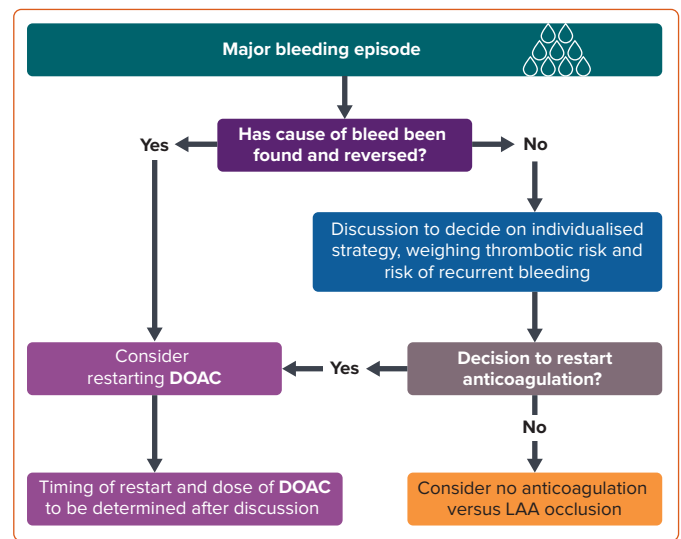 Major bleeding episode
Has cause of bleed been
found and reversed?
Yes
No
Discussion to decide on individualised
strategy, weighing thrombotic risk and
risk of recurrent bleeding
Consider
restarting DOAC
Yes
Decision to restart
anticoagulation?
No
Timing of restart and dose of DOAC
to be determined after discussion
Consider no anticoagulation
versus LAA occlusion